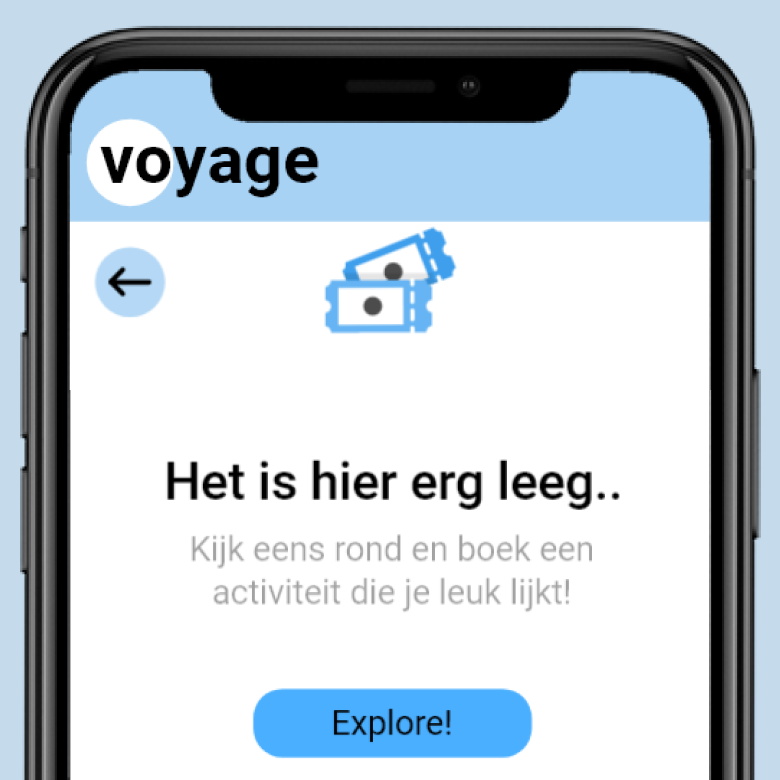 voyage
Het is hier erg leeg..
Kijk eens rond en boek een
activiteit die je leuk lijkt!
Explore!